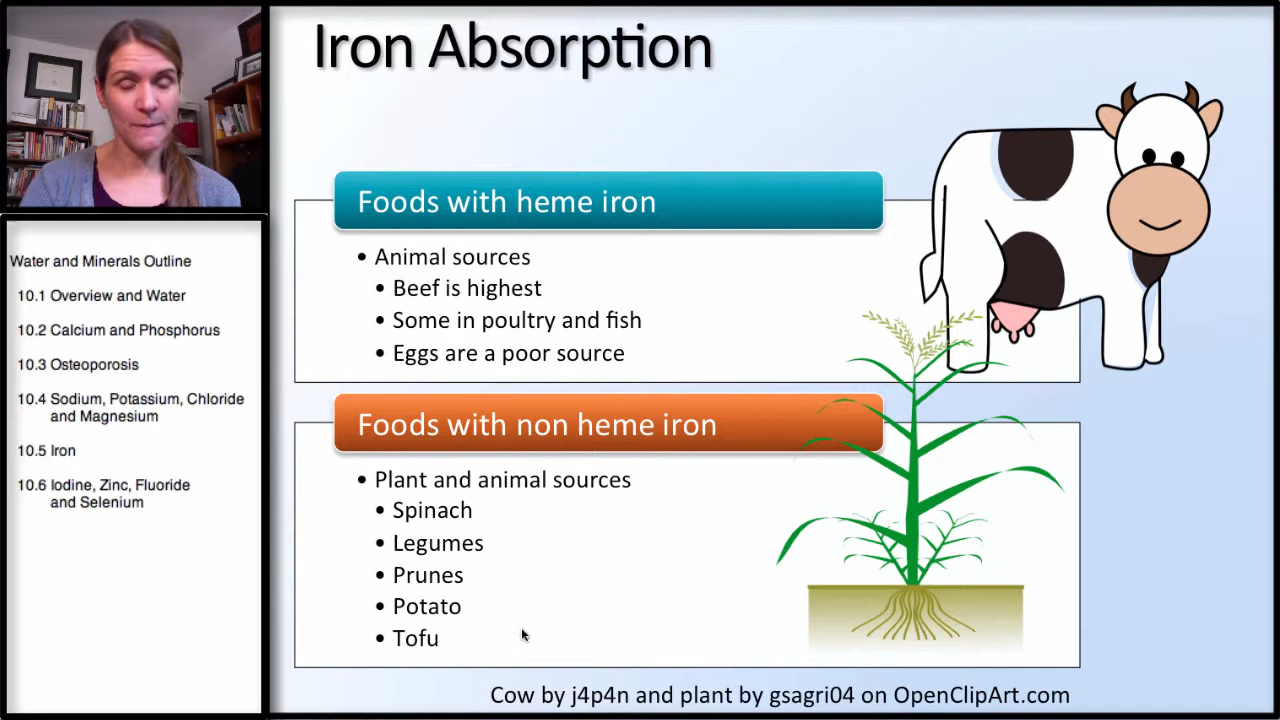 Iron Absorption
Foods with heme iron
• Animal sources
• Beef is highest
• Some in poultry and fish
• Eggs are a poor source
Foods with non heme iron
• Plant and animal sources
• Spinach
• Legumes
• Prunes
• Potato
• Tofu
Cow by j4p4n and plant by gsagri04 on OpenClipArt.com
Water and Minerals Outline
10.1 Overview and Water
10.2 Calcium and Phosphorus
10.3 Osteoporosis
10.4 Sodium, Potassium, Chloride
and Magnesium
10.5 Iron
10.6 Iodine, Zinc, Fluoride
and Selenium